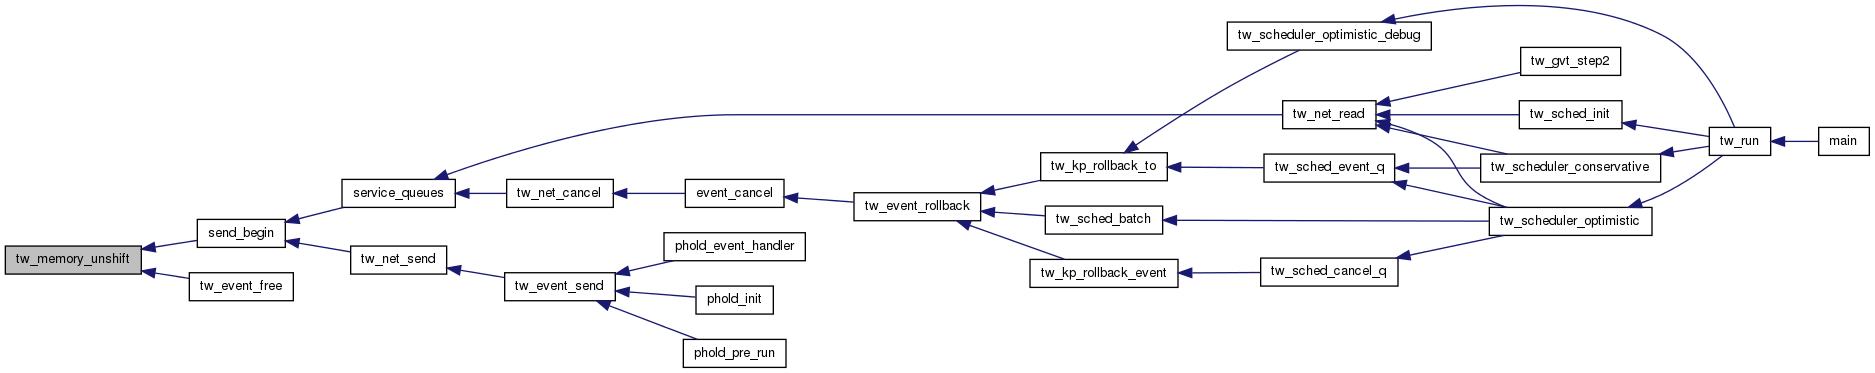 tw_memory_unshift
send_begin
tw_event_free
service_queues
tw_net_send
tw_net_cancel
tw_event_send
event_cancel
phold_event_handler
phold_init
phold_pre_run
tw_event_rollback
tw_kp_rollback_to
tw_sched_batch
tw_kp_rollback_event
tw_scheduler_optimistic_debug
tw_net_read
tw_sched_event_q
tw_sched_cancel_q
tw_gvt_step2
tw_sched_init
tw_scheduler_conservative
tw_scheduler_optimistic
tw_run
main